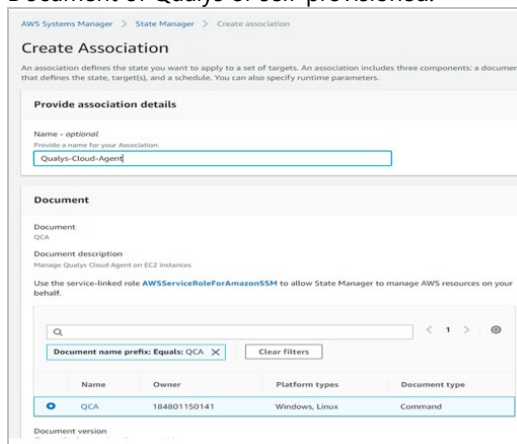 Document of Qualys or self-provisioned.
AWS Systems Manager > State Manager > Create association
Create Association
An association defines the state you want to apply to a set of targets. An association includes three components: a documen
that defines the state, target(s), and a schedule. You can also specify runtime parameters.
Provide association details
Name - optional
Provide a name for your Association.
Qualys-Cloud-Agent
Document
Document
QCA
Document description
Manage Qualys Cloud Agent on EC2 instances
Use the service-linked role AWSServiceRoleForAmazonSSM to allow State Manager to manage AWS resources on your
behalf.
< 1 >
Document name prefix: Equals: QCA X Clear filters
Name Owner Platform types Document type
QCA 184801150141 Windows, Linux Command
Document version